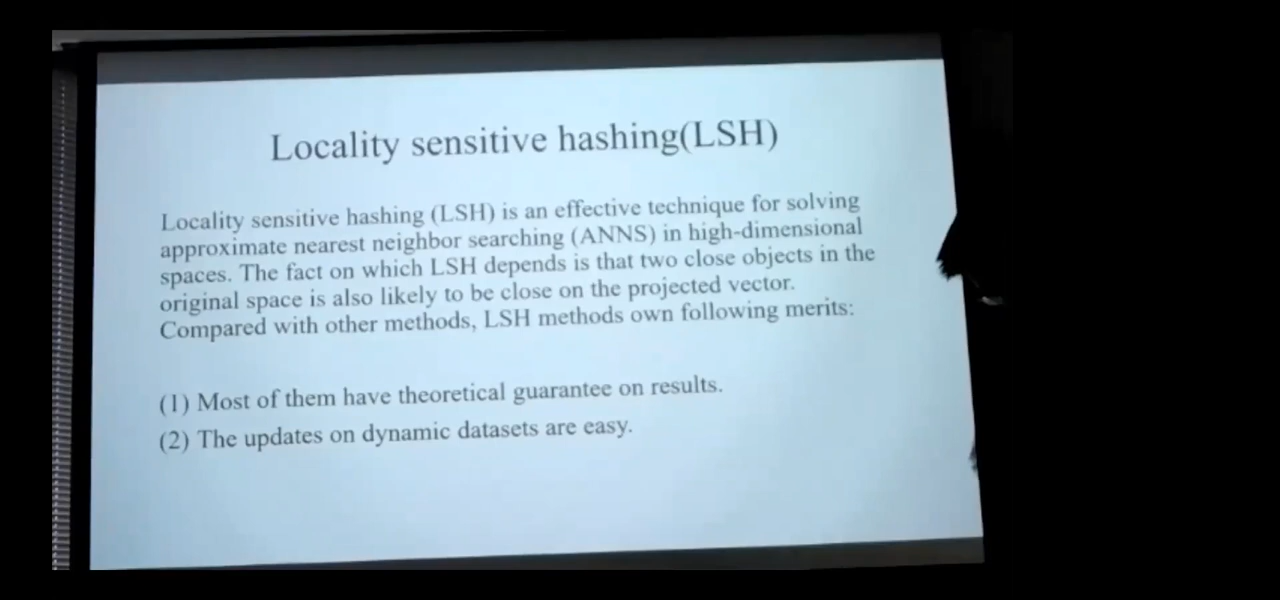 Locality sensitive hashing(LSH)
Locality sensitive hashing (LSH) is an effective technique for solving
approximate nearest neighbor searching (ANNS) in high-dimensional
spaces. The fact on which LSH depends is that two close objects in the
original space is also likely to be close on the projected vector.
Compared with other methods, LSH methods own following merits:
(1) Most of them have theoretical guarantee on results.
(2) The updates on dynamic datasets are easy.